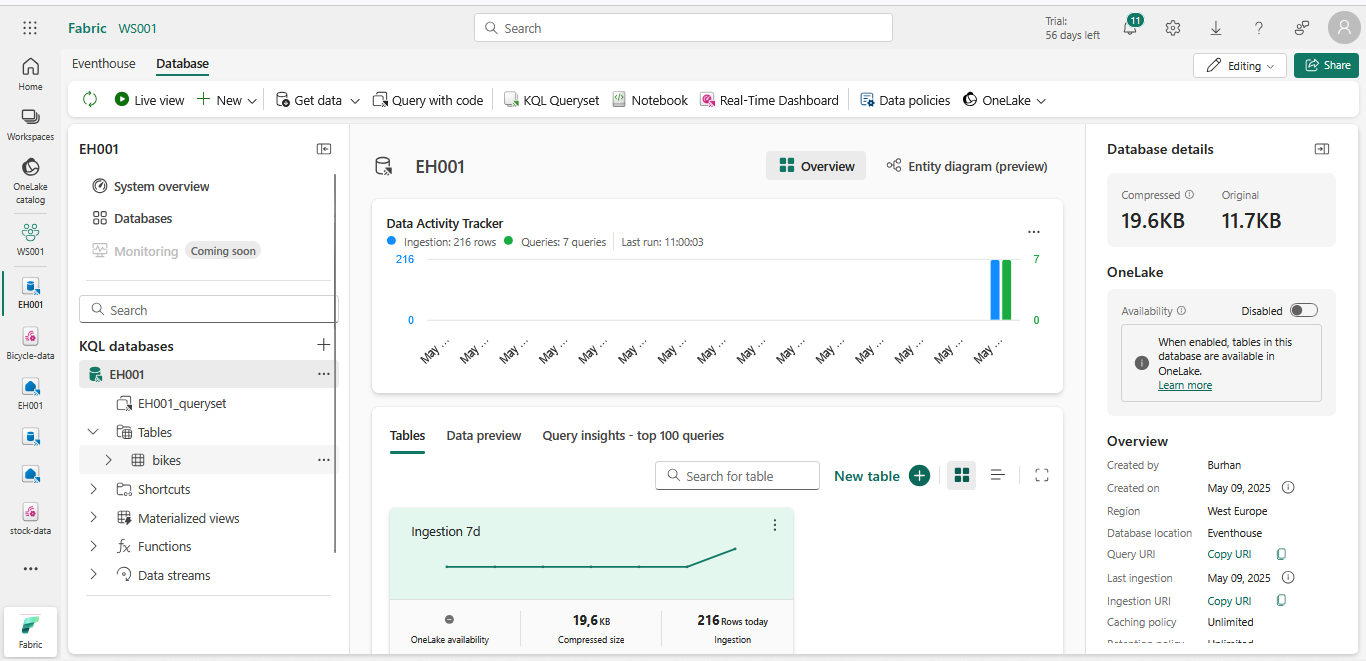 Fabric WS001
Search
Trial:
56 days left
11
Home
Workspaces
OneLake
catalog
WS001
EH001
Bicycle-data
EH001
stock-data
Fabric
Eventhouse Database
Editing
Share
Live view New Get data Query with code KQL Queryset Notebook Real-Time Dashboard Data policies OneLake
EH001
System overview
Databases
Monitoring Coming soon
Search
KQL databases
EH001
EH001_queryset
Tables
bikes
Shortcuts
Materialized views
Functions
Data streams
EH001
Overview Entity diagram (preview)
Data Activity Tracker
Ingestion: 216 rows Queries: 7 queries Last run: 11:00:03
216 7
0 0
May ... May ... May ... May ... May ... May ... May ... May ... May ... May ... May ... May ... May ... May ... May ...
Tables Data preview Query insights - top 100 queries
Search for table New table
Ingestion 7d
19,6 KB 216 Rows today
OneLake availability Compressed size Ingestion
Database details
Compressed Original
19.6KB 11.7KB
OneLake
Availability Disabled
When enabled, tables in this
database are available in
OneLake.
Learn more
Overview
Created by Burhan
Created on May 09, 2025
Region West Europe
Database location Eventhouse
Query URI Copy URI
Last ingestion May 09, 2025
Ingestion URI Copy URI
Caching policy Unlimited
Retention policy Unlimited